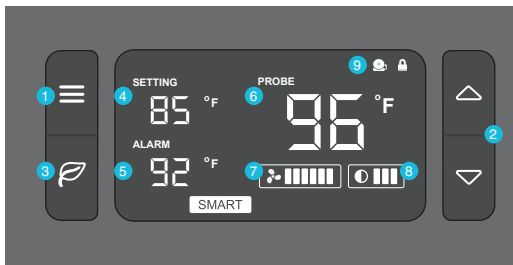 9
SETTING PROBE
1 4 85 °F 6 96 °F
2
ALARM
3 5 92 °F 7 8
SMART